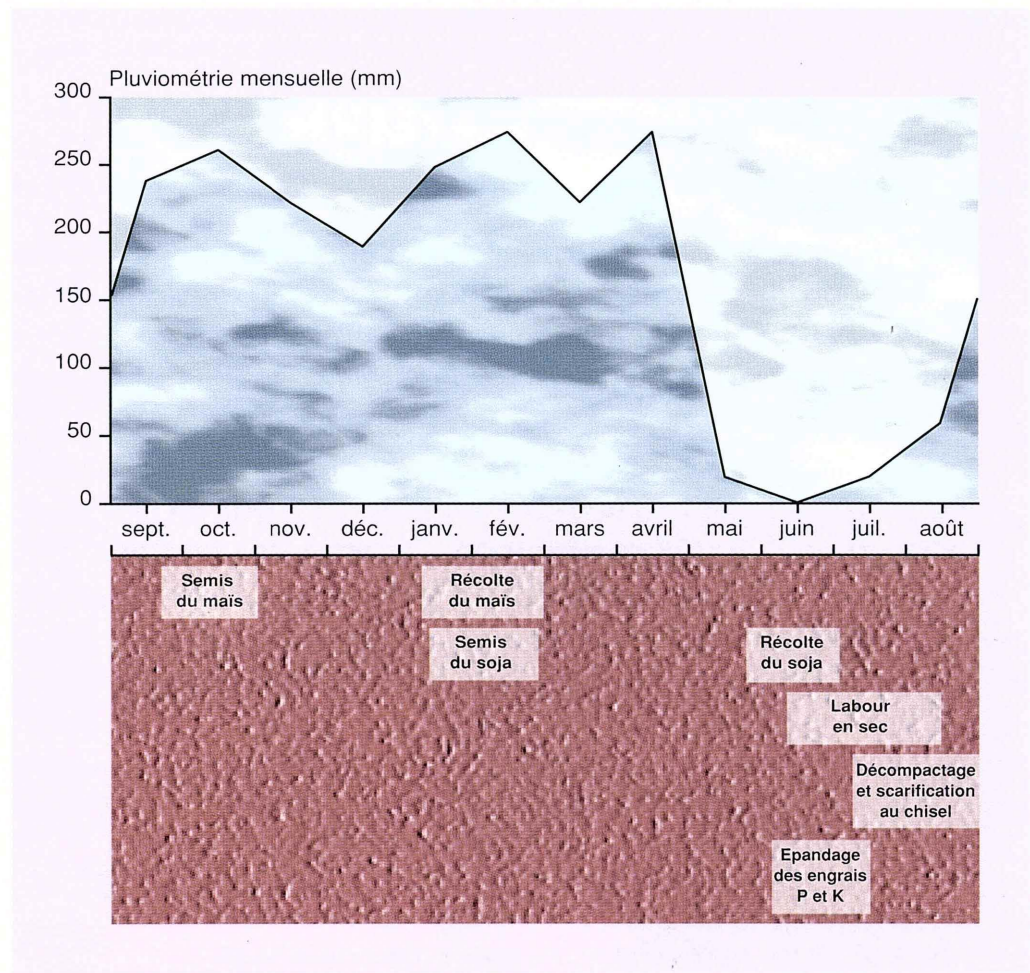 Pluviométrie mensuelle (mm)
300
250
200
150
100
50
0
sept. oct. nov. déc. janv. fév. mars avril mai juin juil. août
Semis
du maïs
Récolte
du maïs
Semis
du soja
Récolte
du soja
Labour
en sec
Décompactage
et scarification
au chisel
Epandage
des engrais
P et K